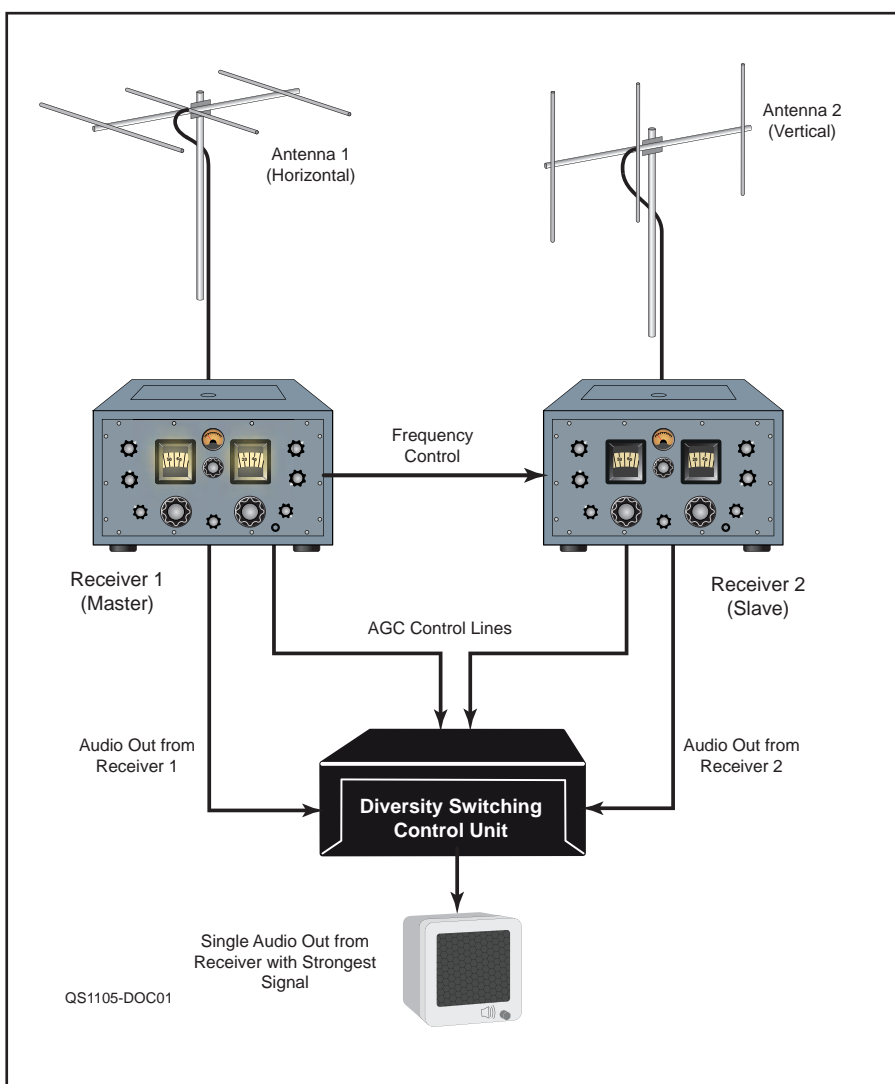 Antenna 1
(Horizontal)
Antenna 2
(Vertical)
Frequency
Control
Receiver 1
(Master)
Receiver 2
(Slave)
AGC Control Lines
Audio Out from
Receiver 1
Audio Out from
Receiver 2
Diversity Switching
Control Unit
Single Audio Out from
Receiver with Strongest
Signal
QS1105-DOC01